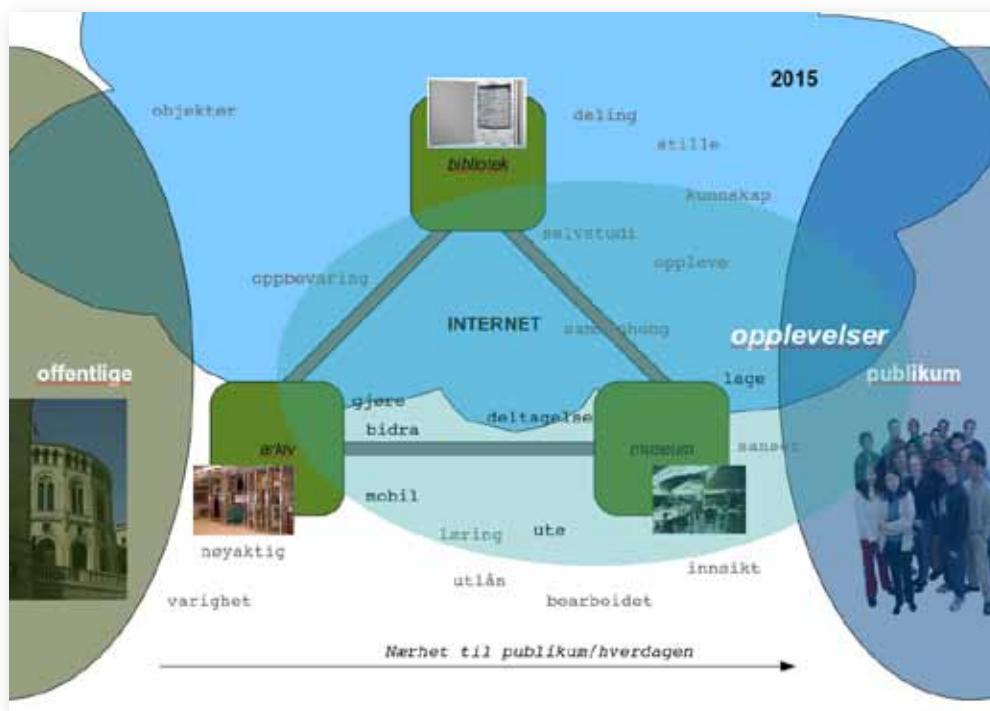 2015
objekter
deling
stille
bibliotek
kunnskap
selvstudi
oppleve
oppbevaring
INTERNET
opplevelser
offentlige
publikum
lage
gjøre
deltagelse
bidra
arkiv
museum
sanser
mobil
læring
ute
nøyaktig
innsikt
utlån
varighet
bearbeidet
Nærhet til publikum/hverdagen